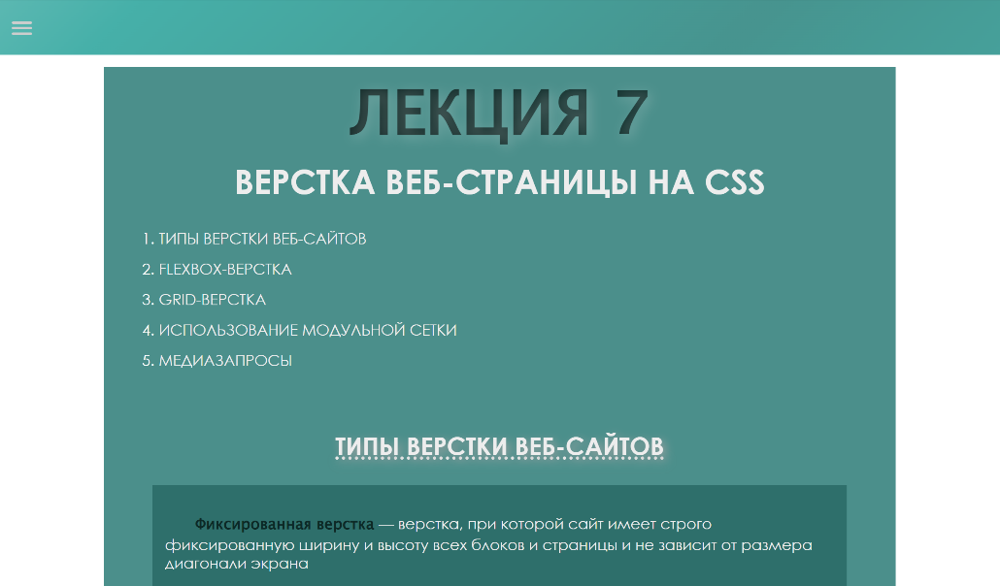 ЛЕКЦИЯ 7
ВЕРСТКА ВЕБ-СТРАНИЦЫ НА CSS
1. ТИПЫ ВЕРСТКИ ВЕБ-САЙТОВ
2. FLEXBOX-ВЕРСТКА
3. GRID-ВЕРСТКА
4. ИСПОЛЬЗОВАНИЕ МОДУЛЬНОЙ СЕТКИ
5. МЕДИАЗАПРОСЫ
ТИПЫ ВЕРСТКИ ВЕБ-САЙТОВ
Фиксированная верстка — верстка, при которой сайт имеет строго
фиксированную ширину и высоту всех блоков и страницы и не зависит от размера
диагонали экрана